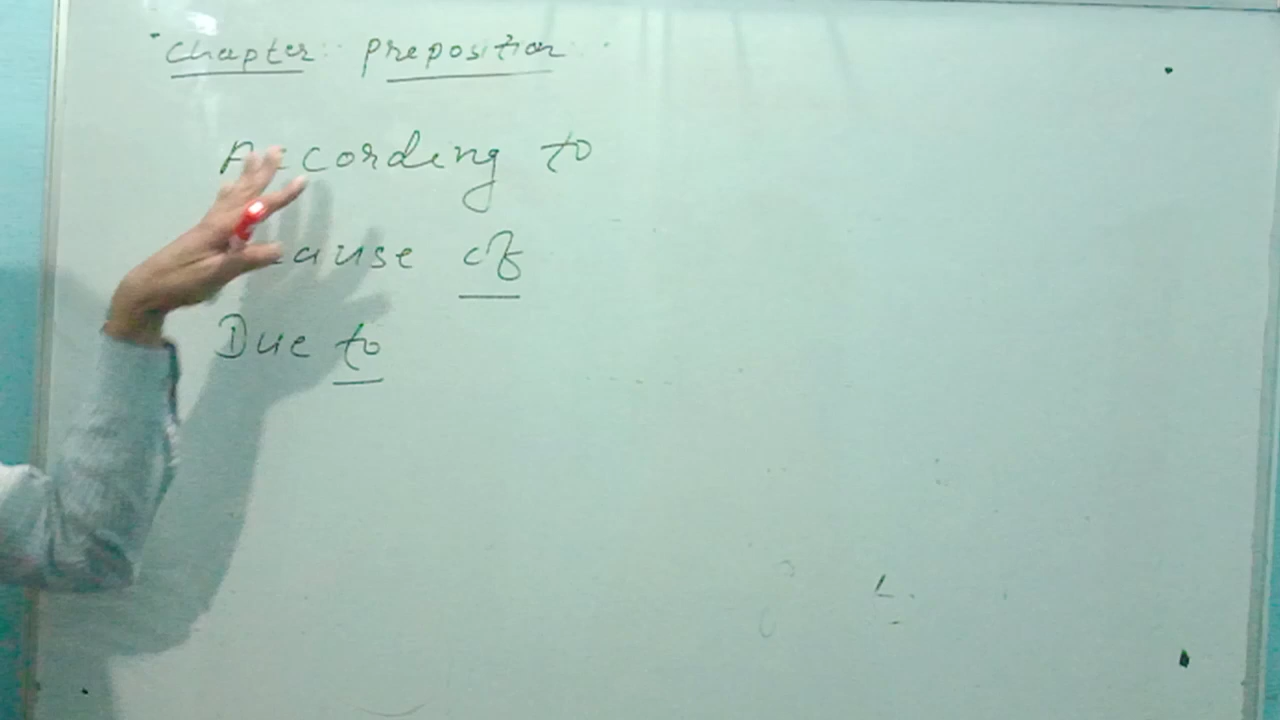 Chapter: Preposition
According to
cause of
Due to